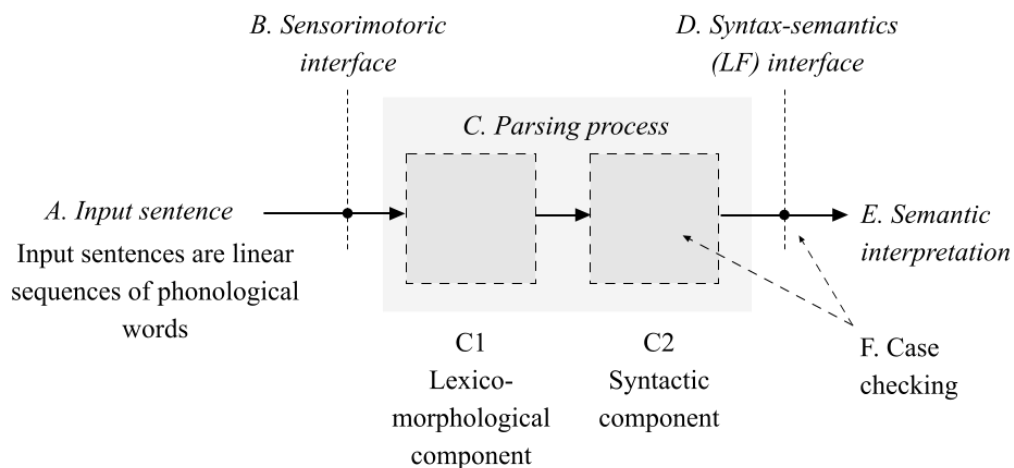 B. Sensorimotoric
interface
D. Syntax-semantics
(LF) interface
C. Parsing process
A. Input sentence
Input sentences are linear
sequences of phonological
words
E. Semantic
interpretation
C1
Lexico-
morphological
component
C2
Syntactic
component
F. Case
checking